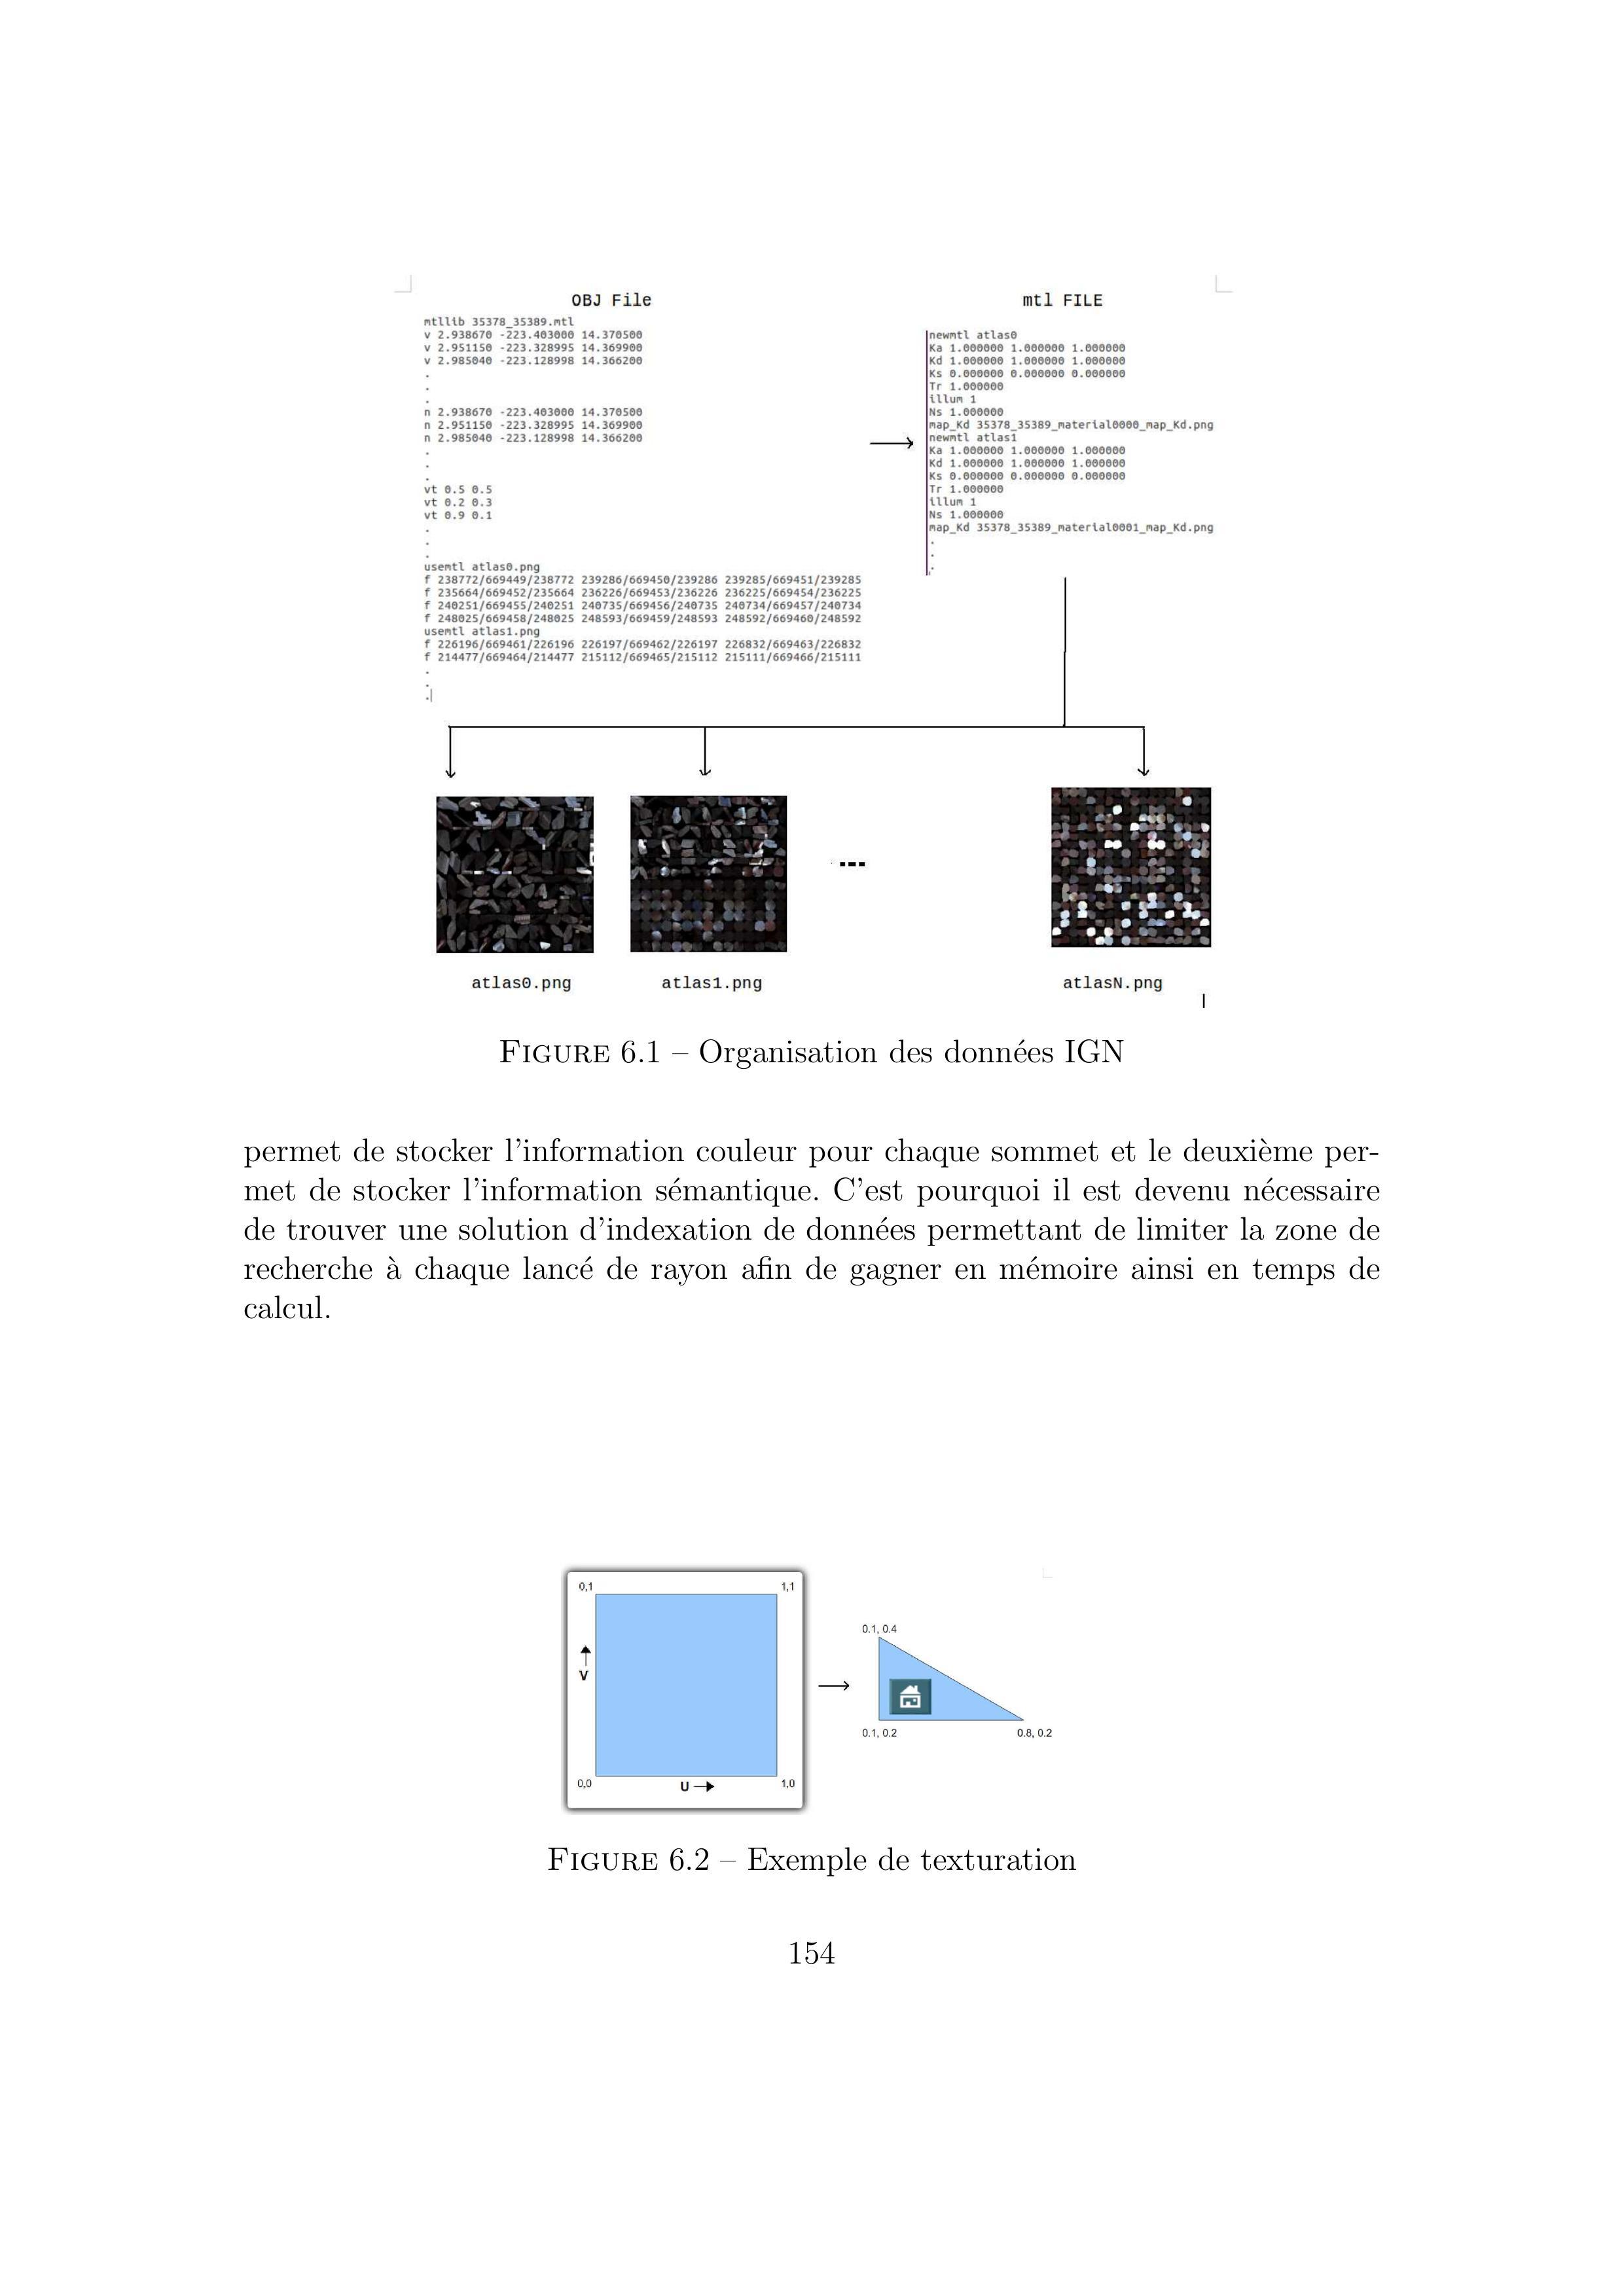 OBJ File
mtllib 35378_35389.mtl
v 2.938670 -223.403000 14.370500
v 2.951150 -223.328995 14.369900
v 2.985040 -223.128998 14.366200
.
.
.
n 2.938670 -223.403000 14.370500
n 2.951150 -223.328995 14.369900
n 2.985040 -223.128998 14.366200
.
.
.
vt 0.5 0.5
vt 0.2 0.3
vt 0.9 0.1
.
.
.
usemtl atlas0.png
f 238772/669449/238772 239286/669450/239286 239285/669451/239285
f 235664/669452/235664 236226/669453/236226 236225/669454/236225
f 240251/669455/240251 240735/669456/240735 240734/669457/240734
f 248025/669458/248025 248593/669459/248593 248592/669460/248592
usemtl atlas1.png
f 226196/669461/226196 226197/669462/226197 226832/669463/226832
f 214477/669464/214477 215112/669465/215112 215111/669466/215111
.
.
.
mtl FILE
newmtl atlas0
Ka 1.000000 1.000000 1.000000
Kd 1.000000 1.000000 1.000000
Ks 0.000000 0.000000 0.000000
Tr 1.000000
illum 1
Ns 1.000000
map_Kd 35378_35389_material0000_map_Kd.png
newmtl atlas1
Ka 1.000000 1.000000 1.000000
Kd 1.000000 1.000000 1.000000
Ks 0.000000 0.000000 0.000000
Tr 1.000000
illum 1
Ns 1.000000
map_Kd 35378_35389_material0001_map_Kd.png
.
.
.
...
atlas0.png
atlas1.png
atlasN.png
FIGURE 6.1 – Organisation des données IGN
permet de stocker l'information couleur pour chaque sommet et le deuxième per-
met de stocker l'information sémantique. C'est pourquoi il est devenu nécessaire
de trouver une solution d'indexation de données permettant de limiter la zone de
recherche à chaque lancé de rayon afin de gagner en mémoire ainsi en temps de
calcul.
0,1
1,1
V
0,0
U
1,0
0.1, 0.4
0.1, 0.2
0.8, 0.2
FIGURE 6.2 – Exemple de texturation
154